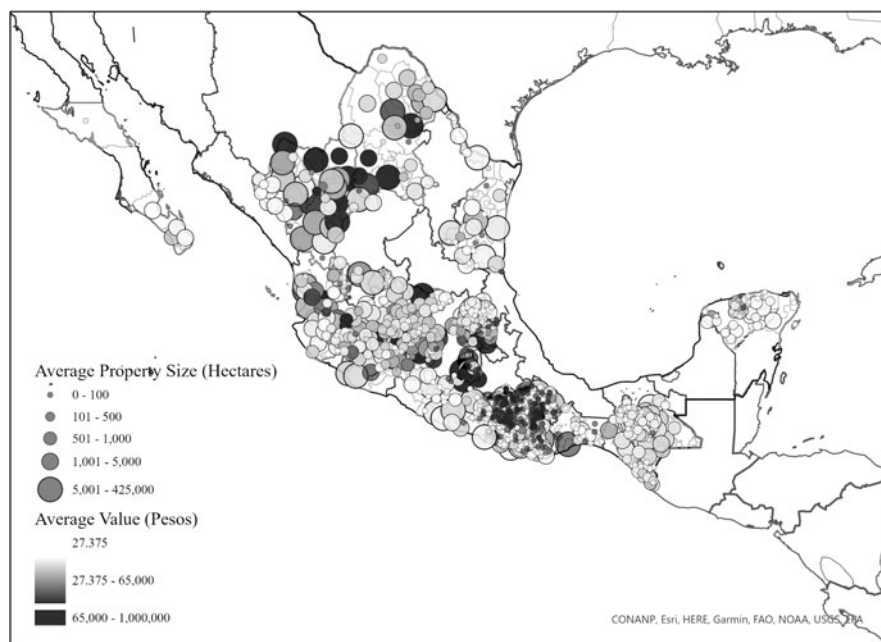 Average Property Size (Hectares)
0 - 100
101 - 500
501 - 1,000
1,001 - 5,000
5,001 - 425,000
Average Value (Pesos)
27.375
27.375 - 65,000
65,000 - 1,000,000
CONANP, Esri, HERE, Garmin, FAO, NOAA, USGS, EPA